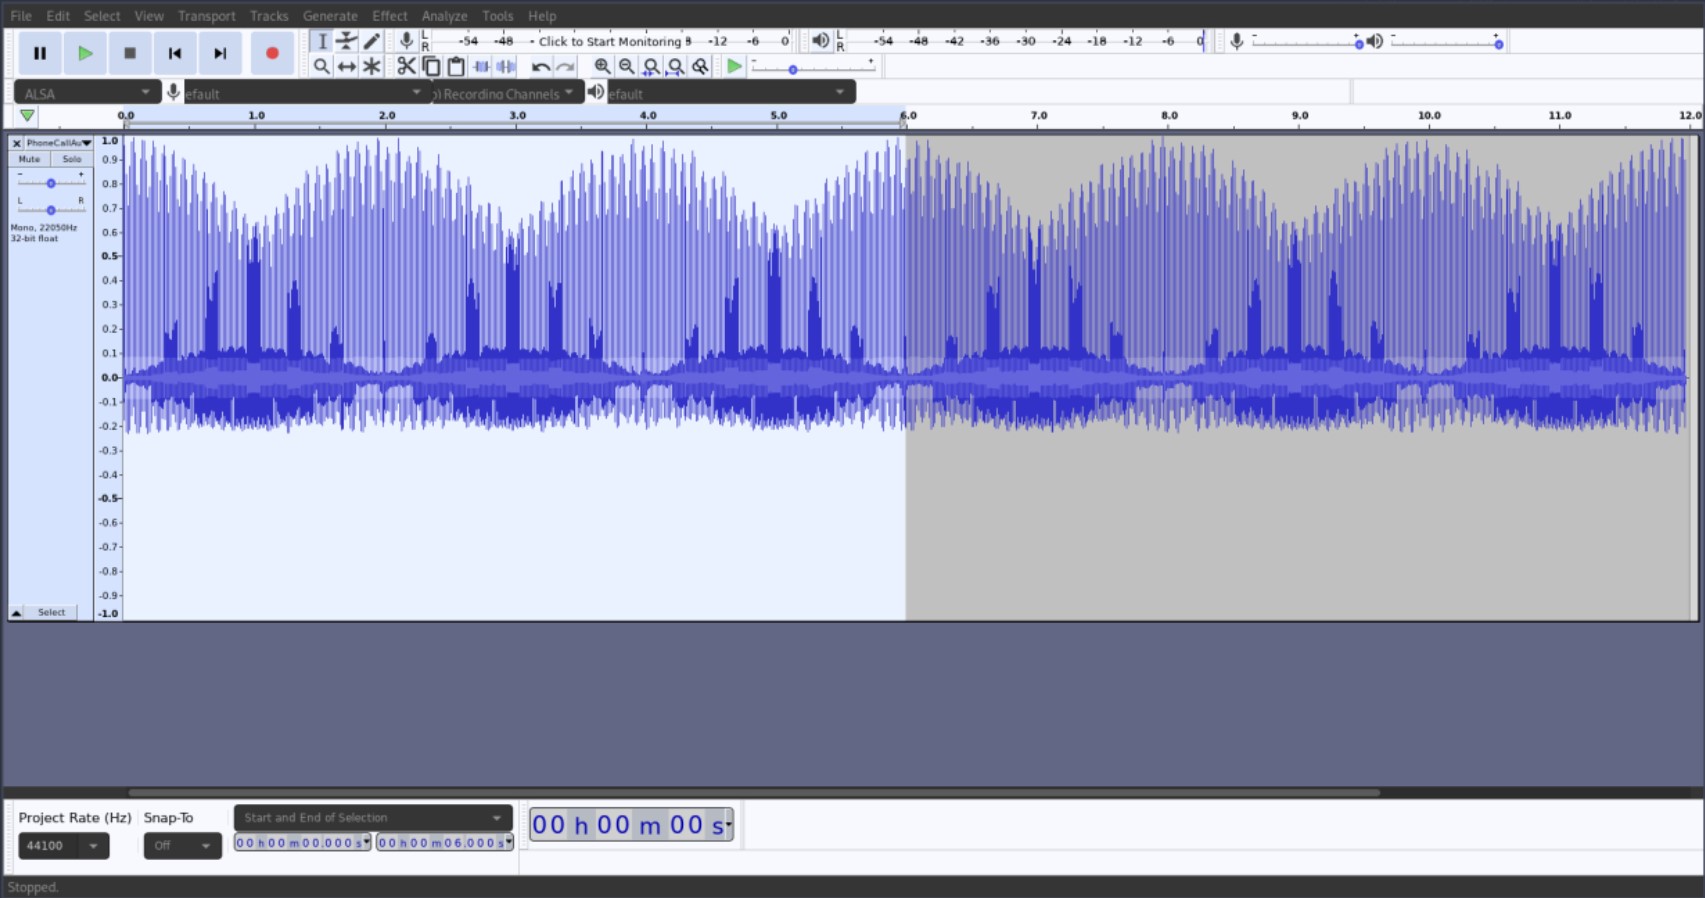 File Edit Select View Transport Tracks Generate Effect Analyze Tools Help
L R -54 -48 - Click to Start Monitoring -12 -6 0 L R -54 -48 -42 -36 -30 -24 -18 -12 -6 0 - + - +
- +
ALSA efault Recording Channels efault
0.0 1.0 2.0 3.0 4.0 5.0 6.0 7.0 8.0 9.0 10.0 11.0 12.0
PhoneCallAu
Mute Solo
- +
L R
Mono, 22050Hz
32-bit float
1.0
0.9
0.8
0.7
0.6
0.5
0.4
0.3
0.2
0.1
0.0
-0.1
-0.2
-0.3
-0.4
-0.5
-0.6
-0.7
-0.8
-0.9
-1.0
Select
Project Rate (Hz) Snap-To Start and End of Selection
44100 Off 00 h 00 m 00.000 s 00 h 00 m 06.000 s 00 h 00 m 00 s
Stopped.